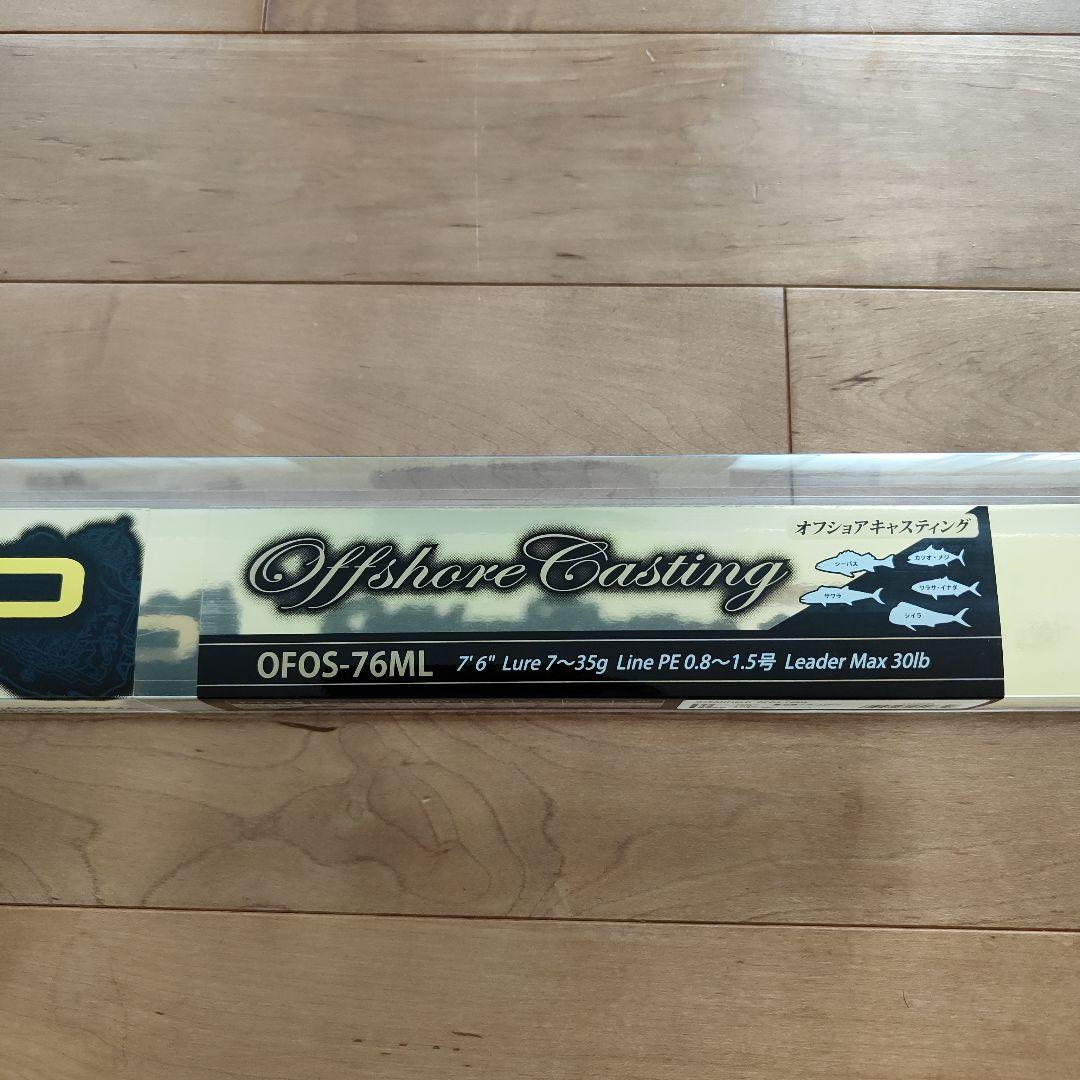 Offshore Casting
オフショアキャスティング
シーバス
カツオ・メジ
サワラ
ワラサ・イナダ
シイラ
OFOS-76ML 7' 6" Lure 7〜35g Line PE 0.8〜1.5号 Leader Max 30lb